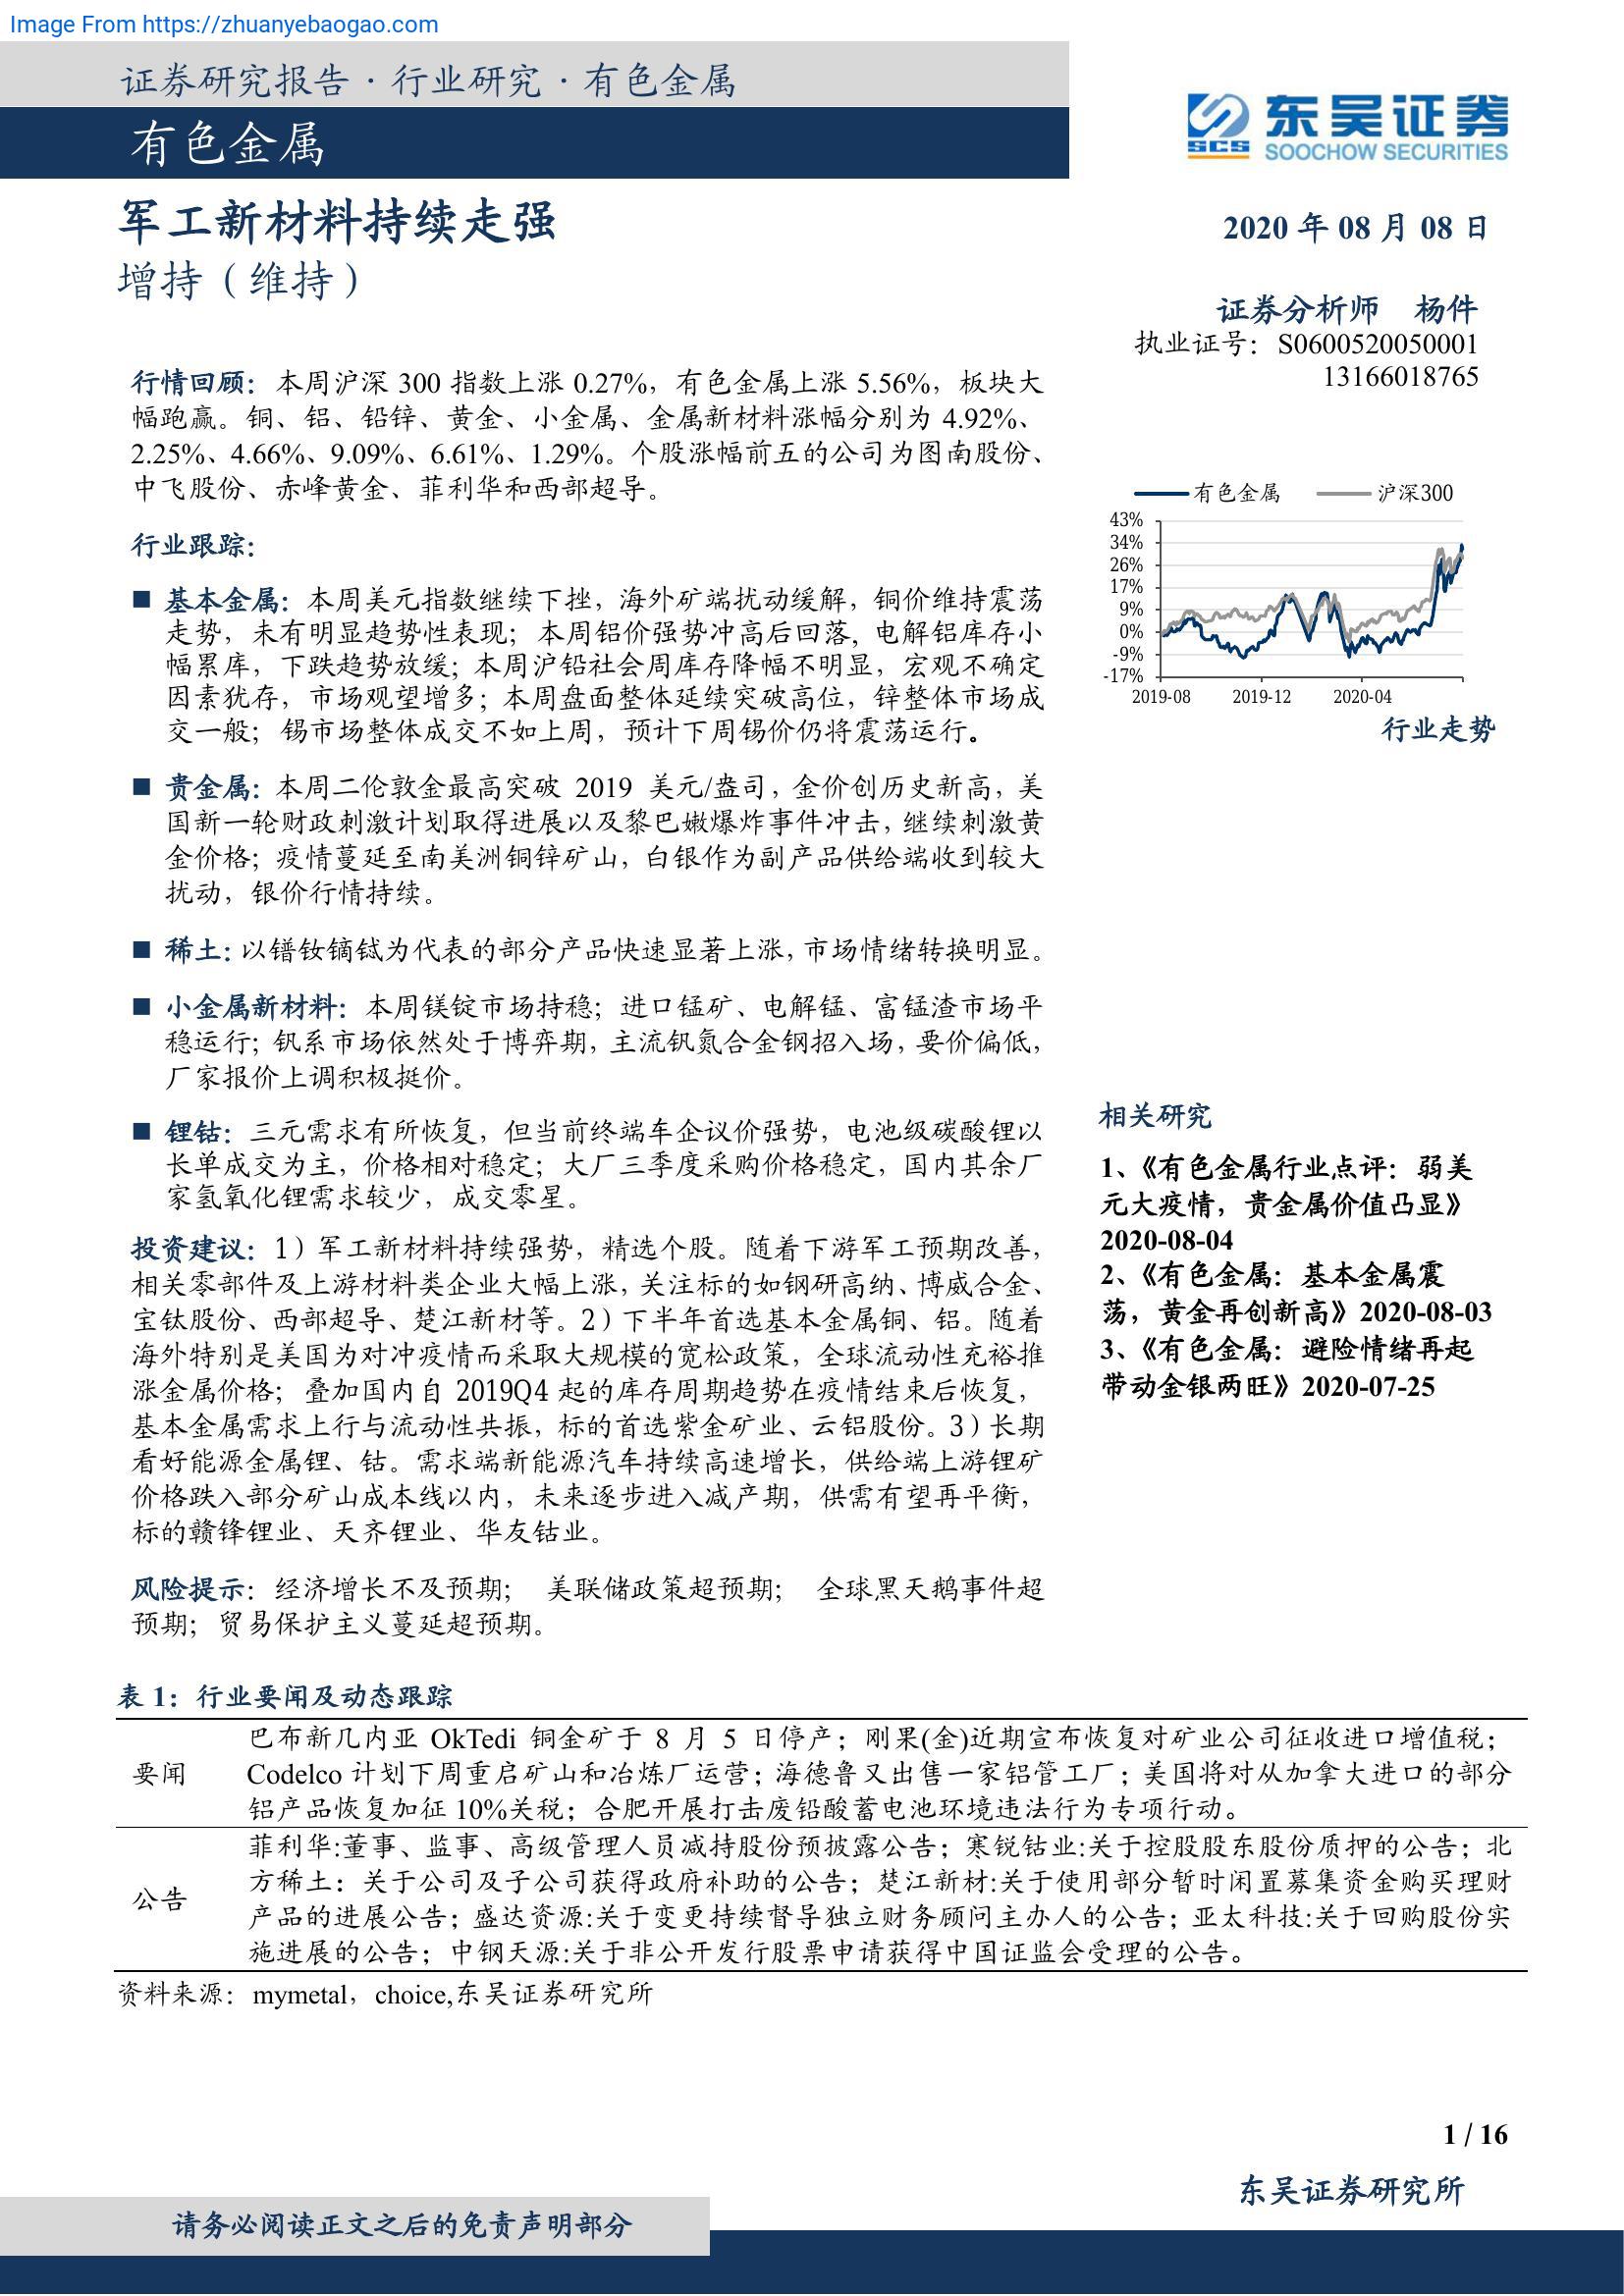 Image From https://zhuanyebaogao.com
证券研究报告·行业研究·有色金属
有色金属
东吴证券
SCS
SOOCHOW SECURITIES
军工新材料持续走强
增持(维持)
2020 年 08 月 08 日
证券分析师 杨件
执业证号:S0600520050001
13166018765
行情回顾:本周沪深 300 指数上涨 0.27%,有色金属上涨 5.56%,板块大
幅跑赢。铜、铝、铅锌、黄金、小金属、金属新材料涨幅分别为 4.92%、
2.25%、4.66%、9.09%、6.61%、1.29%。个股涨幅前五的公司为图南股份、
中飞股份、赤峰黄金、菲利华和西部超导。
行业跟踪:
■ 基本金属:本周美元指数继续下挫,海外矿端扰动缓解,铜价维持震荡
走势,未有明显趋势性表现;本周铝价强势冲高后回落,电解铝库存小
幅累库,下跌趋势放缓;本周沪铅社会周库存降幅不明显,宏观不确定
因素犹存,市场观望增多;本周盘面整体延续突破高位,锌整体市场成
交一般;锡市场整体成交不如上周,预计下周锡价仍将震荡运行。
■ 贵金属:本周二伦敦金最高突破 2019 美元/盎司,金价创历史新高,美
国新一轮财政刺激计划取得进展以及黎巴嫩爆炸事件冲击,继续刺激黄
金价格;疫情蔓延至南美洲铜锌矿山,白银作为副产品供给端收到较大
扰动,银价行情持续。
■ 稀土:以镨钕镝铽为代表的部分产品快速显著上涨,市场情绪转换明显。
■ 小金属新材料:本周镁锭市场持稳;进口锰矿、电解锰、富锰渣市场平
稳运行;钒系市场依然处于博弈期,主流钒氮合金钢招入场,要价偏低,
厂家报价上调积极挺价。
■ 锂钴:三元需求有所恢复,但当前终端车企议价强势,电池级碳酸锂以
长单成交为主,价格相对稳定;大厂三季度采购价格稳定,国内其余厂
家氢氧化锂需求较少,成交零星。
投资建议:1)军工新材料持续强势,精选个股。随着下游军工预期改善,
相关零部件及上游材料类企业大幅上涨,关注标的如钢研高纳、博威合金、
宝钛股份、西部超导、楚江新材等。2)下半年首选基本金属铜、铝。随着
海外特别是美国为对冲疫情而采取大规模的宽松政策,全球流动性充裕推
涨金属价格;叠加国内自 2019Q4 起的库存周期趋势在疫情结束后恢复,
基本金属需求上行与流动性共振,标的首选紫金矿业、云铝股份。3)长期
看好能源金属锂、钴。需求端新能源汽车持续高速增长,供给端上游锂矿
价格跌入部分矿山成本线以内,未来逐步进入减产期,供需有望再平衡,
标的赣锋锂业、天齐锂业、华友钴业。
风险提示:经济增长不及预期; 美联储政策超预期; 全球黑天鹅事件超
预期;贸易保护主义蔓延超预期。
有色金属 沪深300
43%
34%
26%
17%
9%
0%
-9%
-17%
2019-08 2019-12 2020-04
行业走势
相关研究
1、《有色金属行业点评:弱美
元大疫情,贵金属价值凸显》
2020-08-04
2、《有色金属:基本金属震
荡,黄金再创新高》2020-08-03
3、《有色金属:避险情绪再起
带动金银两旺》2020-07-25
表 1:行业要闻及动态跟踪
要闻
巴布新几内亚 OkTedi 铜金矿于 8 月 5 日停产;刚果(金)近期宣布恢复对矿业公司征收进口增值税;
Codelco 计划下周重启矿山和冶炼厂运营;海德鲁又出售一家铝管工厂;美国将对从加拿大进口的部分
铝产品恢复加征 10%关税;合肥开展打击废铅酸蓄电池环境违法行为专项行动。
公告
菲利华:董事、监事、高级管理人员减持股份预披露公告;寒锐钴业:关于控股股东股份质押的公告;北
方稀土:关于公司及子公司获得政府补助的公告;楚江新材:关于使用部分暂时闲置募集资金购买理财
产品的进展公告;盛达资源:关于变更持续督导独立财务顾问主办人的公告;亚太科技:关于回购股份实
施进展的公告;中钢天源:关于非公开发行股票申请获得中国证监会受理的公告。
资料来源:mymetal,choice,东吴证券研究所
1 / 16
东吴证券研究所
请务必阅读正文之后的免责声明部分